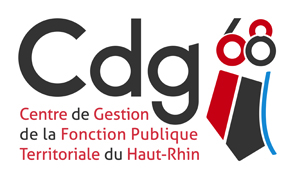 Cdg 68
Centre de Gestion
de la Fonction Publique
Territoriale du Haut-Rhin